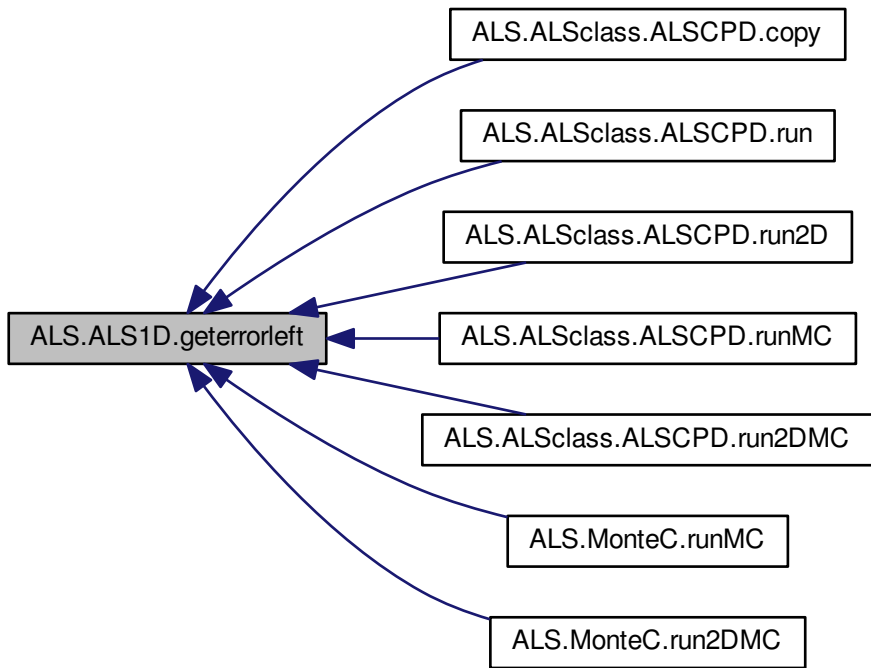 ALS.ALSclass.ALSCPD.copy
ALS.ALSclass.ALSCPD.run
ALS.ALSclass.ALSCPD.run2D
ALS.ALS1D.geterrorleft
ALS.ALSclass.ALSCPD.runMC
ALS.ALSclass.ALSCPD.run2DMC
ALS.MonteC.runMC
ALS.MonteC.run2DMC